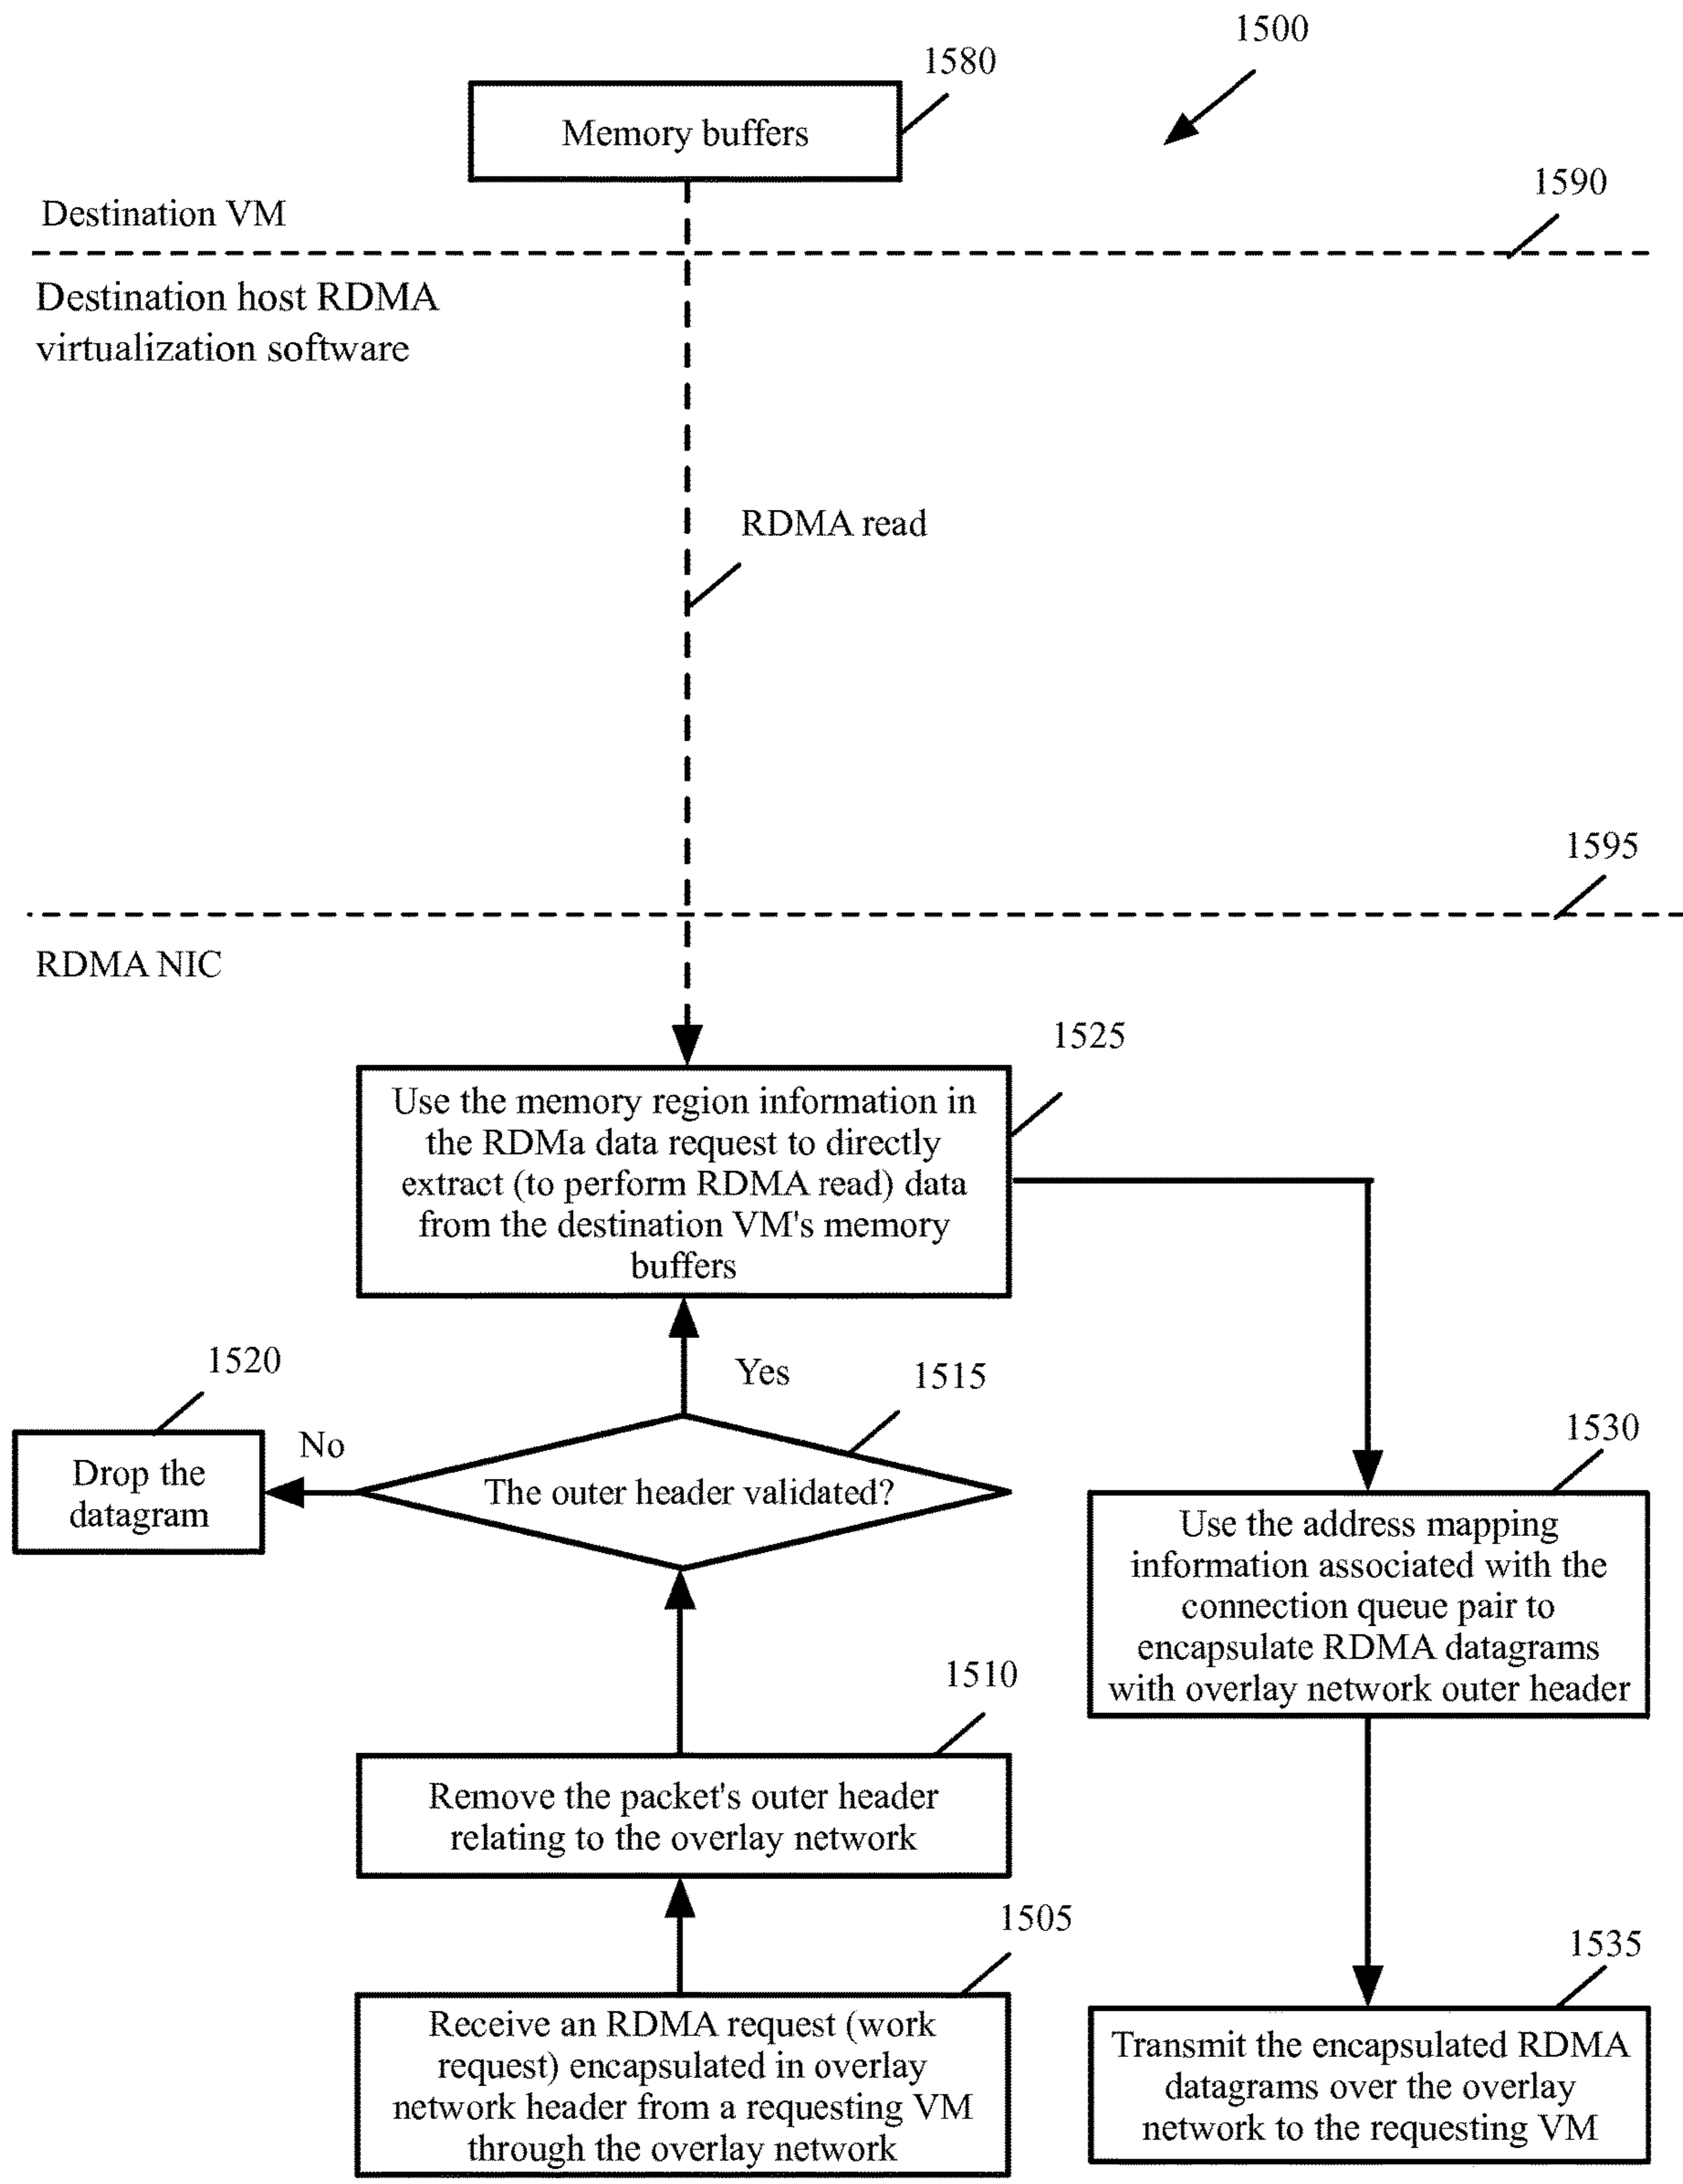 1500
1580
Memory buffers
1590
Destination VM
Destination host RDMA
virtualization software
RDMA read
1595
RDMA NIC
1525
Use the memory region information in
the RDMa data request to directly
extract (to perform RDMA read) data
from the destination VM's memory
buffers
1520
Yes
1515
No
Drop the
datagram
The outer header validated?
1530
Use the address mapping
information associated with the
connection queue pair to
encapsulate RDMA datagrams
with overlay network outer header
1510
Remove the packet's outer header
relating to the overlay network
1505
Receive an RDMA request (work
request) encapsulated in overlay
network header from a requesting VM
through the overlay network
1535
Transmit the encapsulated RDMA
datagrams over the overlay
network to the requesting VM